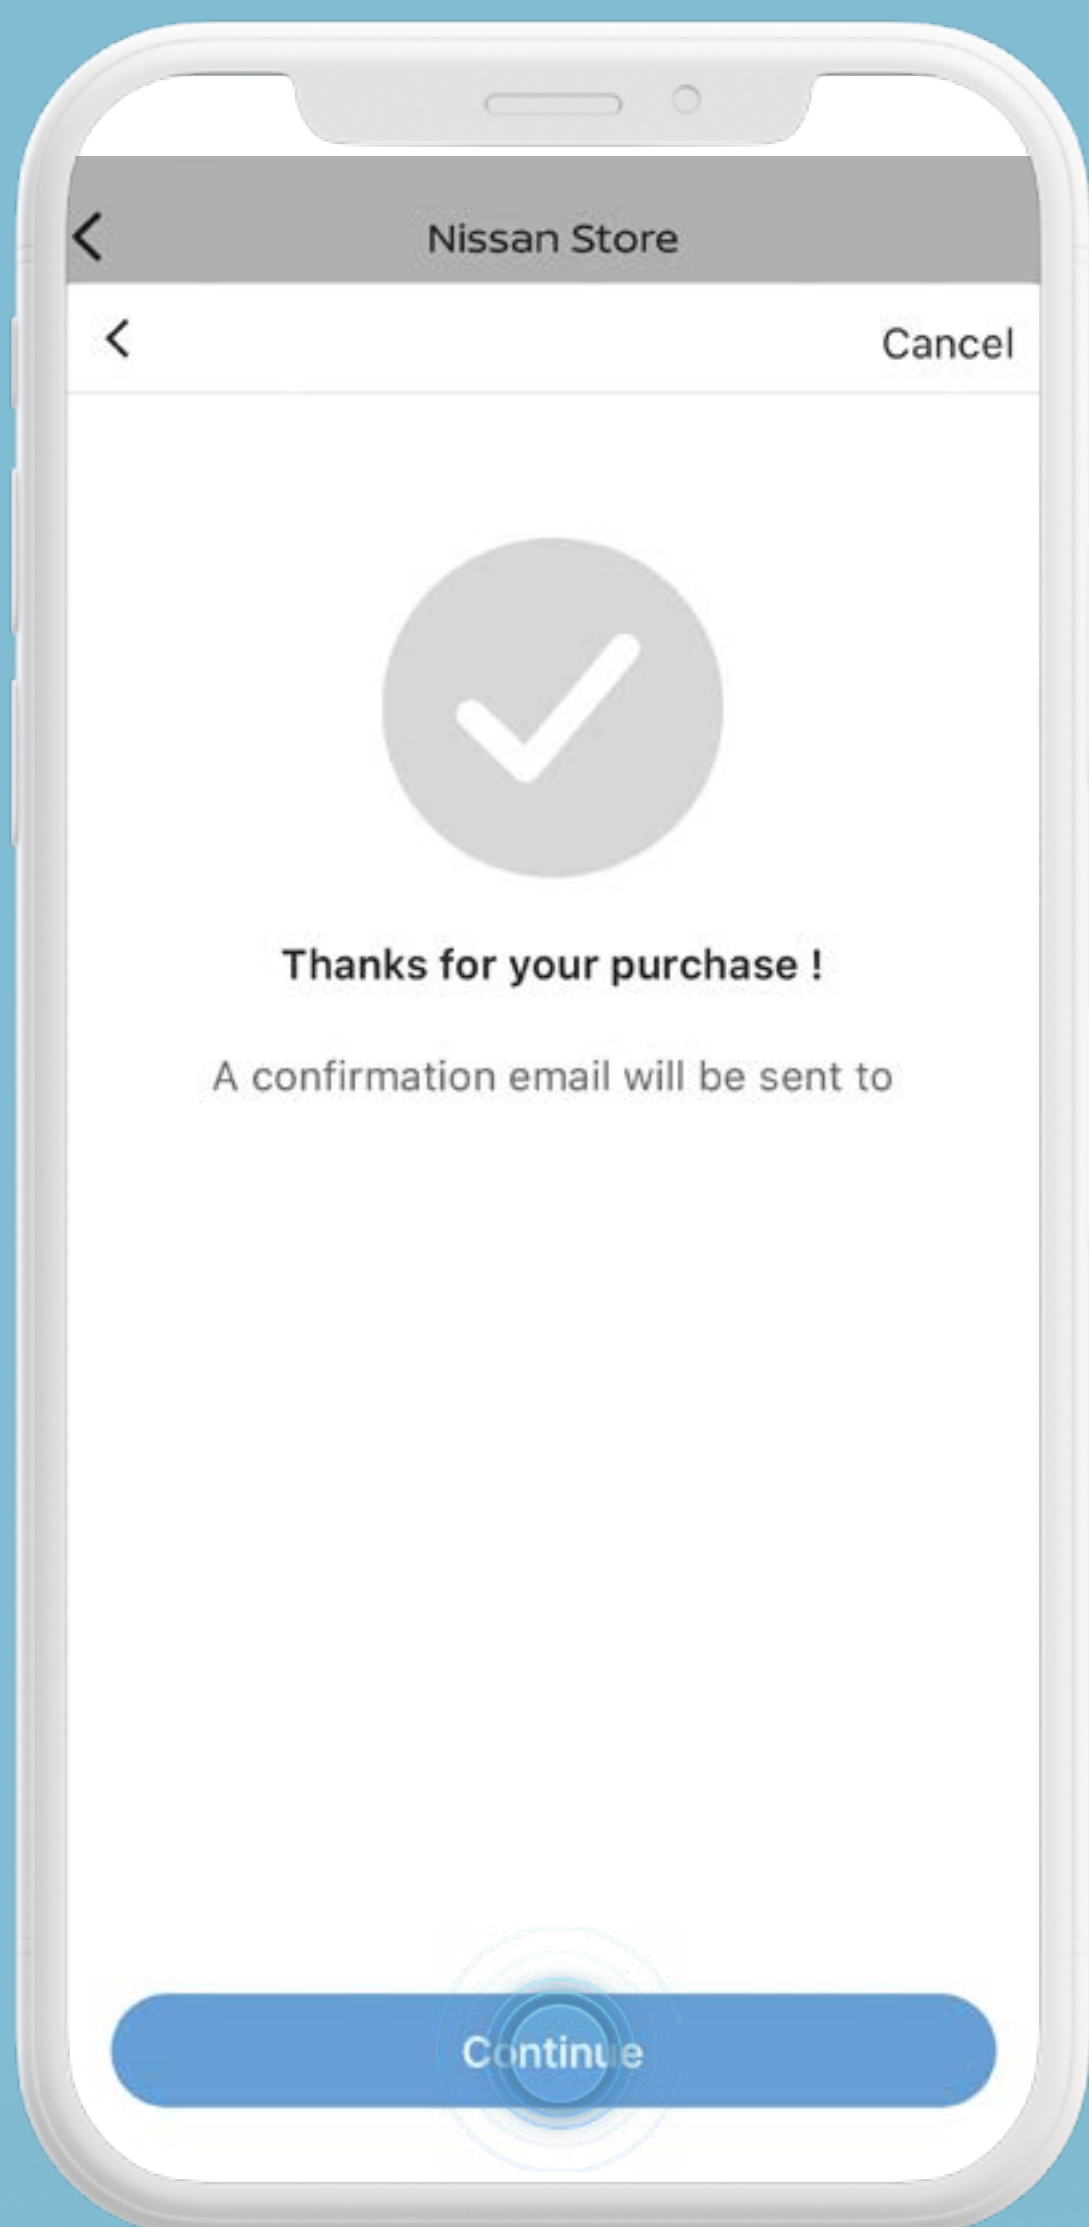 Nissan Store
Cancel
Thanks for your purchase !
A confirmation email will be sent to
Continue